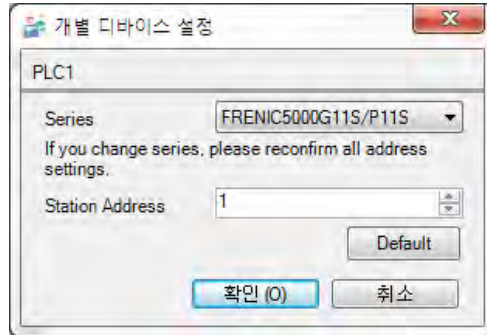 개별 디바이스 설정
PLC1
Series FRENIC5000G11S/P11S
If you change series, please reconfirm all address
settings.
Station Address 1
Default
확인 (O) 취소